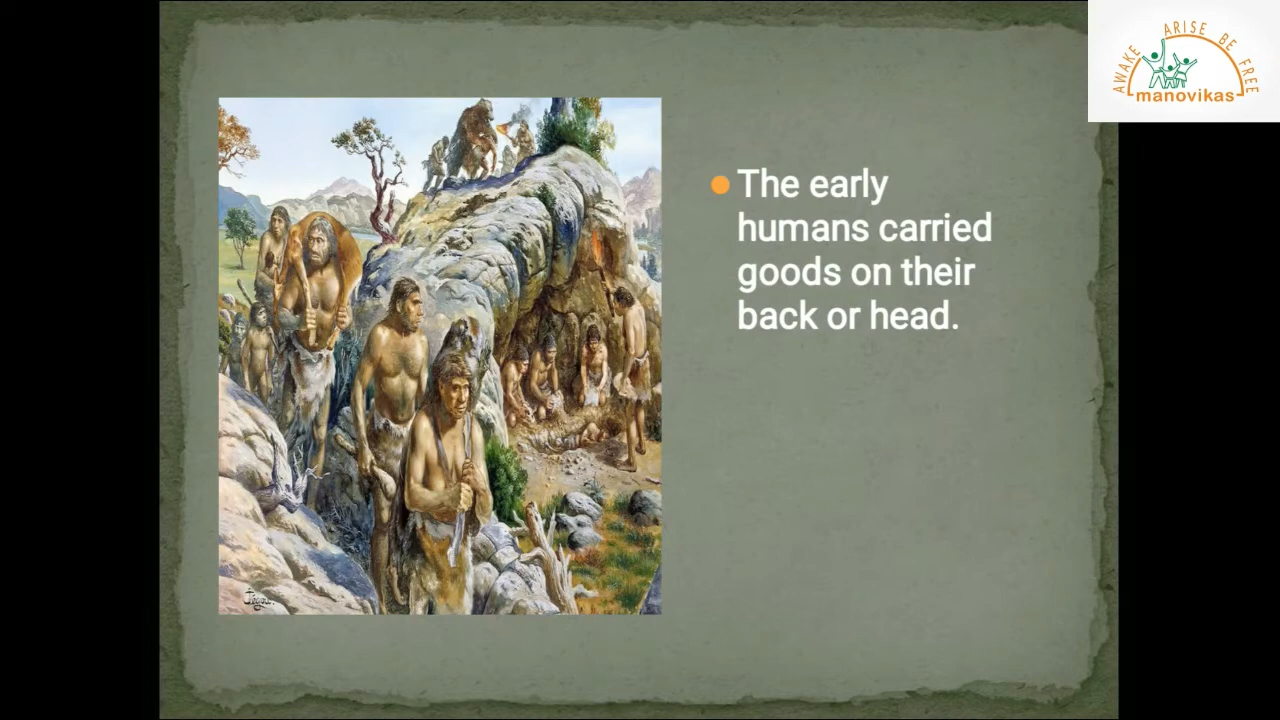 AWAKE ARISE BE FREE
manovikas
The early
humans carried
goods on their
back or head.